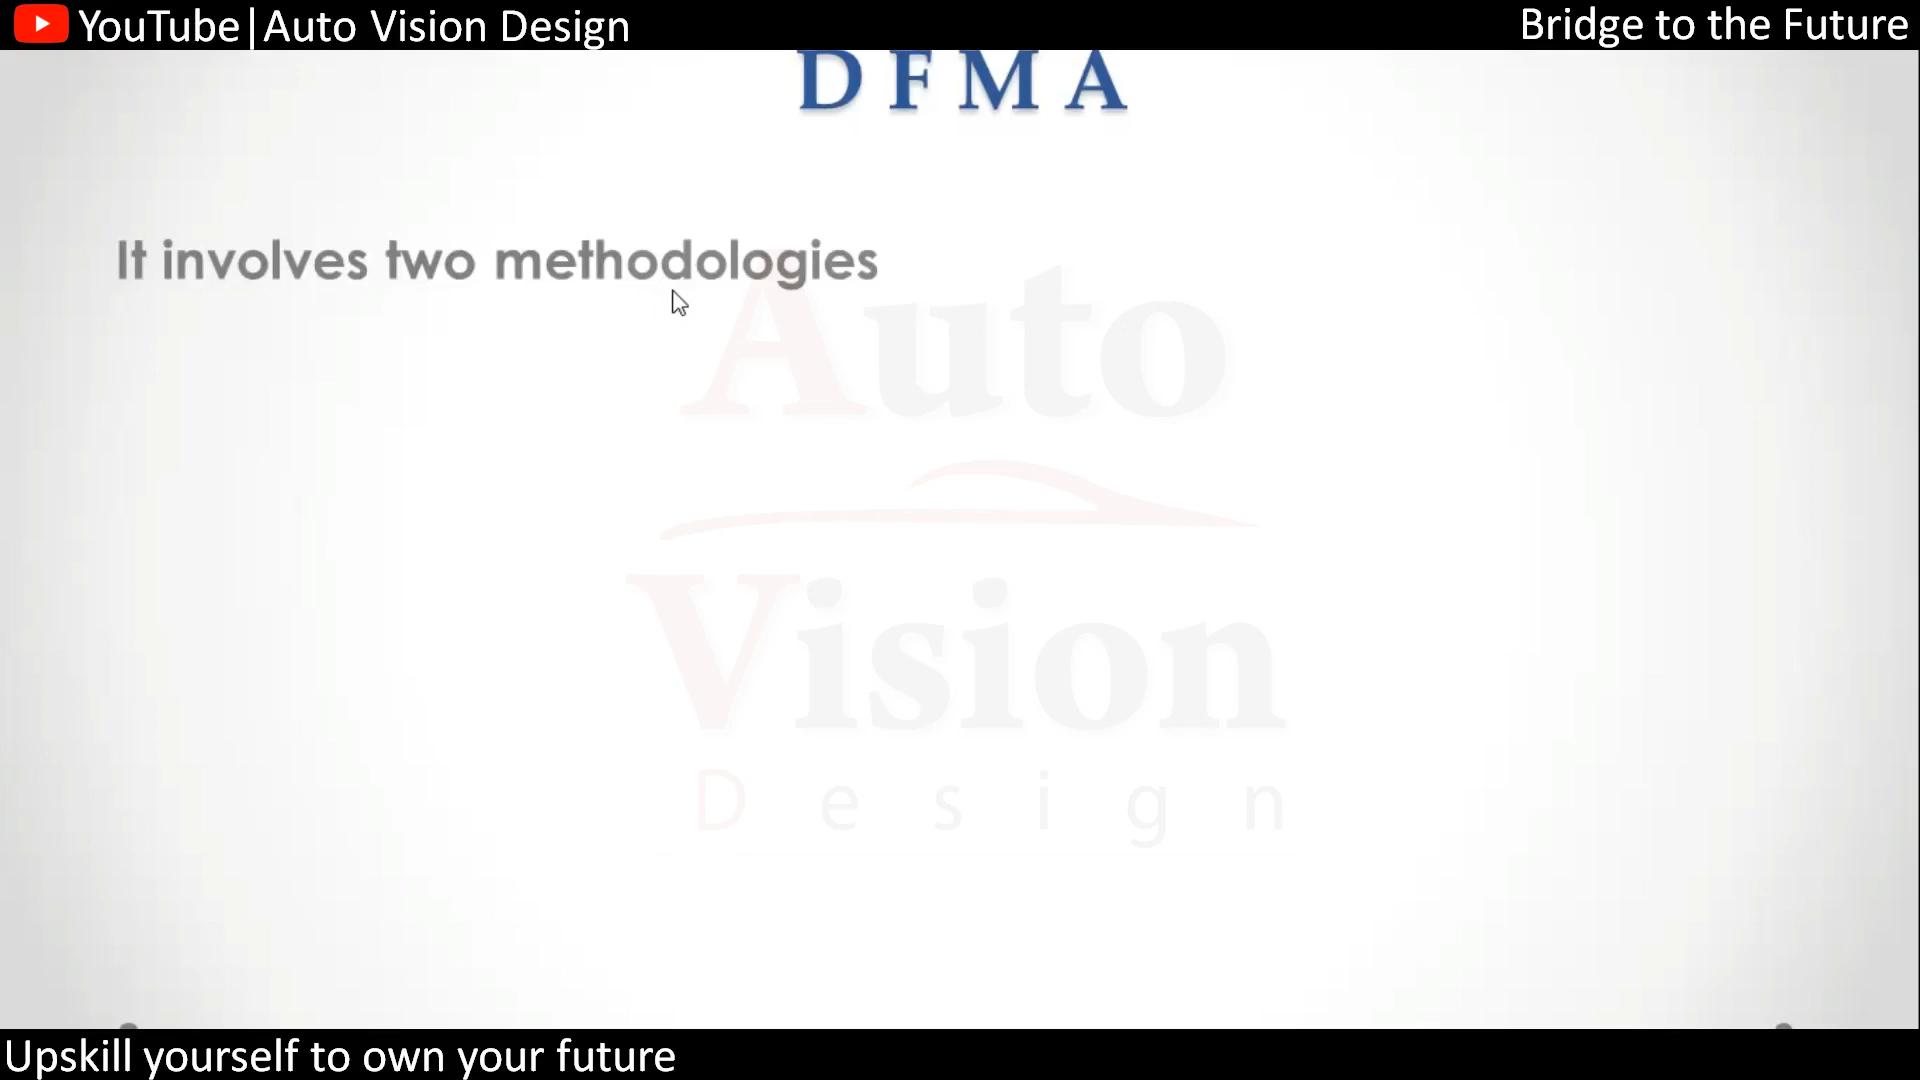 YouTube|Auto Vision Design
Bridge to the Future
D F M A
It involves two methodologies
Auto
Vision
Design
Upskill yourself to own your future